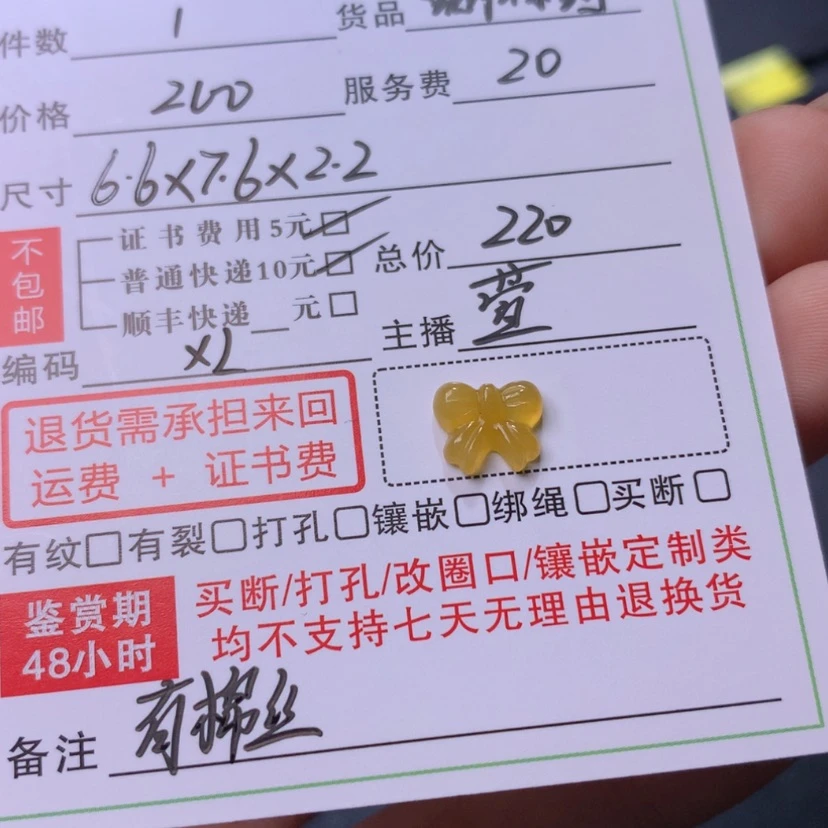 件数 1 货品
价格 200 服务费 20
尺寸 6.6×7.6×2.2
不包邮
证书费用5元☑
普通快递10元☑
顺丰快递__元☐
总价 220
主播 萱
编码
退货需承担来回
运费 + 证书费
有纹☐有裂☐打孔☐镶嵌☐绑绳☐买断☐
鉴赏期
48小时
买断/打孔/改圈口/镶嵌定制类
均不支持七天无理由退换货
备注 有棉丝